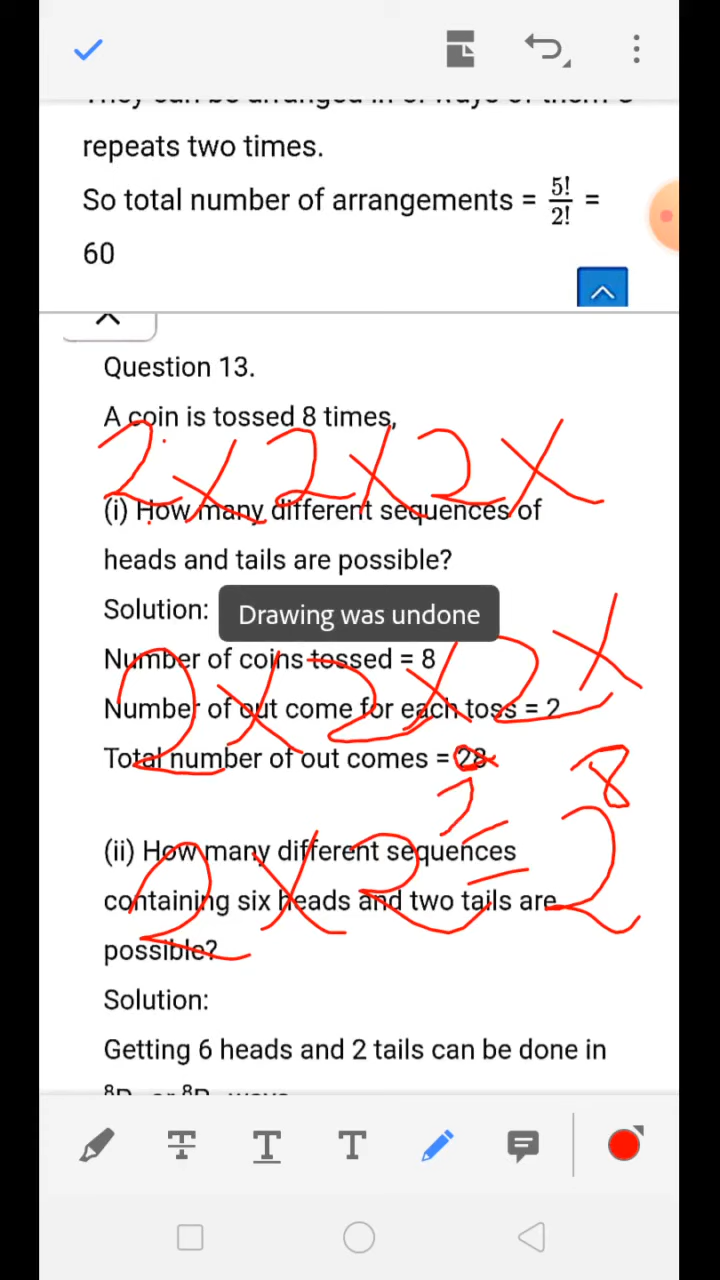 repeats two times.
So total number of arrangements = 5!/2! =
60
Question 13.
A coin is tossed 8 times,
2 x 2 x 2 x
(i) How many different sequences of
heads and tails are possible?
Solution:
Drawing was undone
Number of coins tossed = 8
2 x 2 x 2 x
Number of out come for each toss = 2
Total number of out comes = 28
(ii) How many different sequences
2 x 2 = 2^8
containing six heads and two tails are
possible?
Solution:
Getting 6 heads and 2 tails can be done in